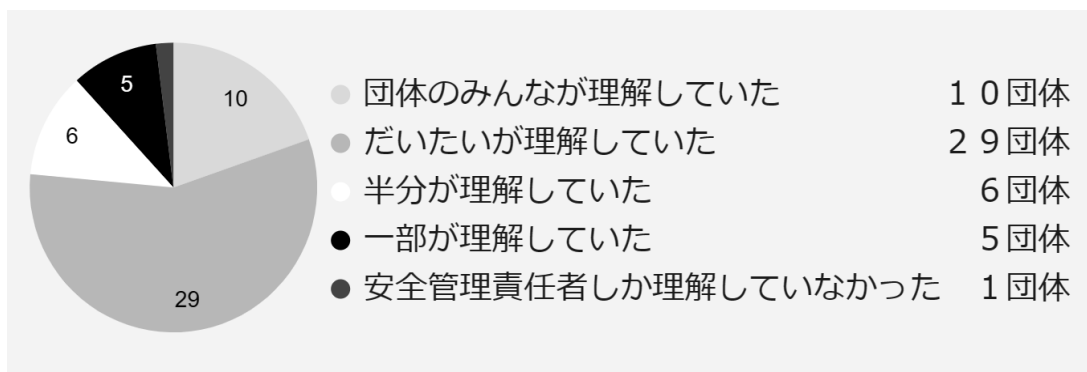 5
10
6
29
団体のみんなが理解していた １０団体
だいたいが理解していた ２９団体
半分が理解していた ６団体
一部が理解していた ５団体
安全管理責任者しか理解していなかった １団体